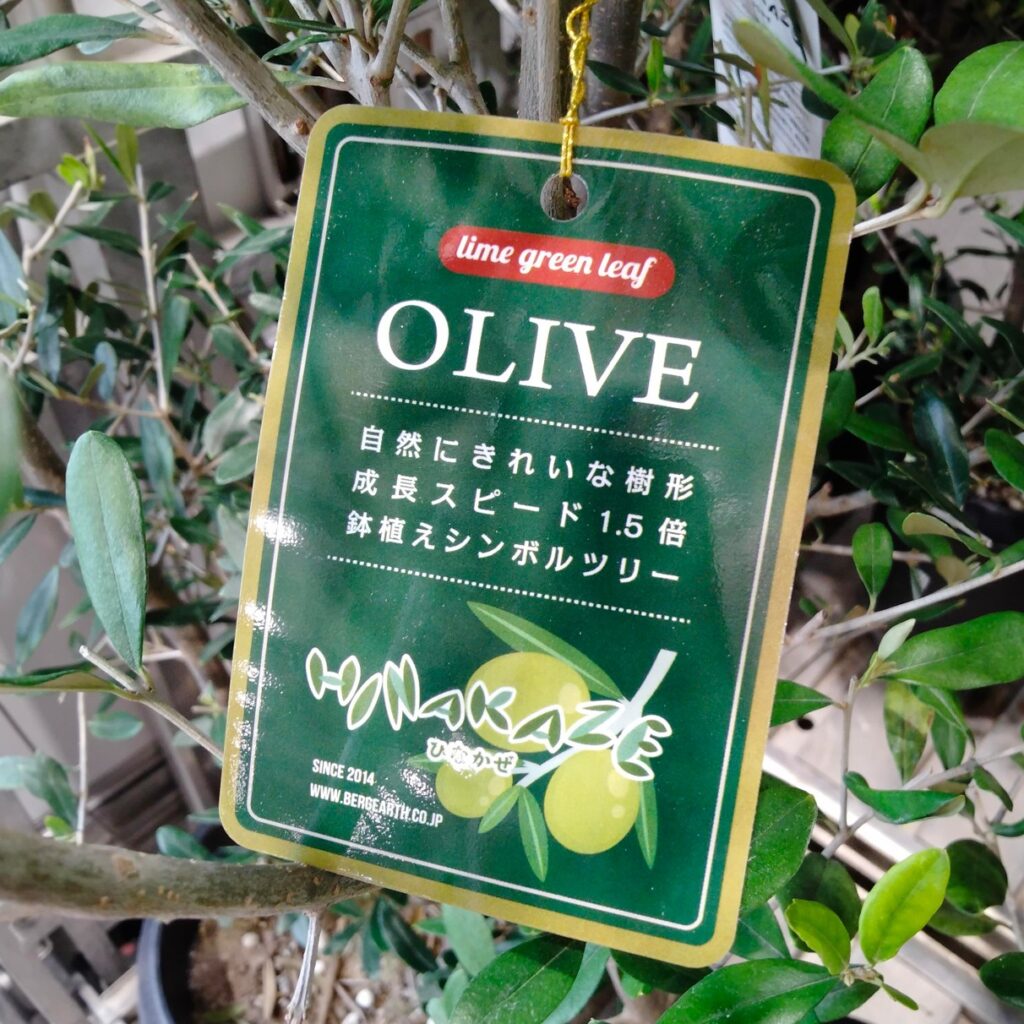 lime green leaf
OLIVE
自然にきれいな樹形
成長スピード1.5倍
鉢植えシンボルツリー
HINAKAZE
ひなかぜ
SINCE 2014
WWW.BERGEARTH.CO.JP